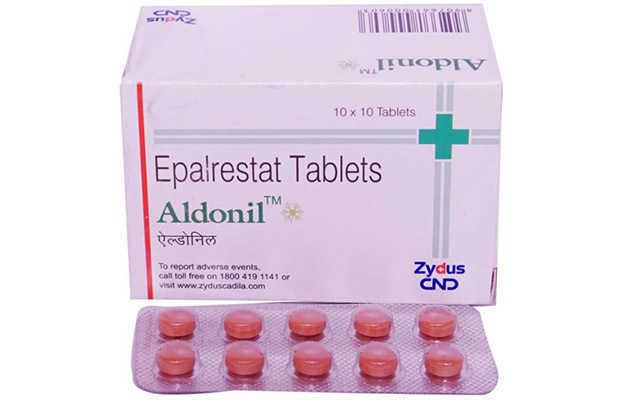 Zydus
CND
Aldonil™
10 x 10 Tablets
Epalrestat Tablets
Aldonil™
ऐल्डोनिल
To report adverse events,
call toll free on 1800 419 1141 or
visit www.zyduscadila.com
Zydus
CND